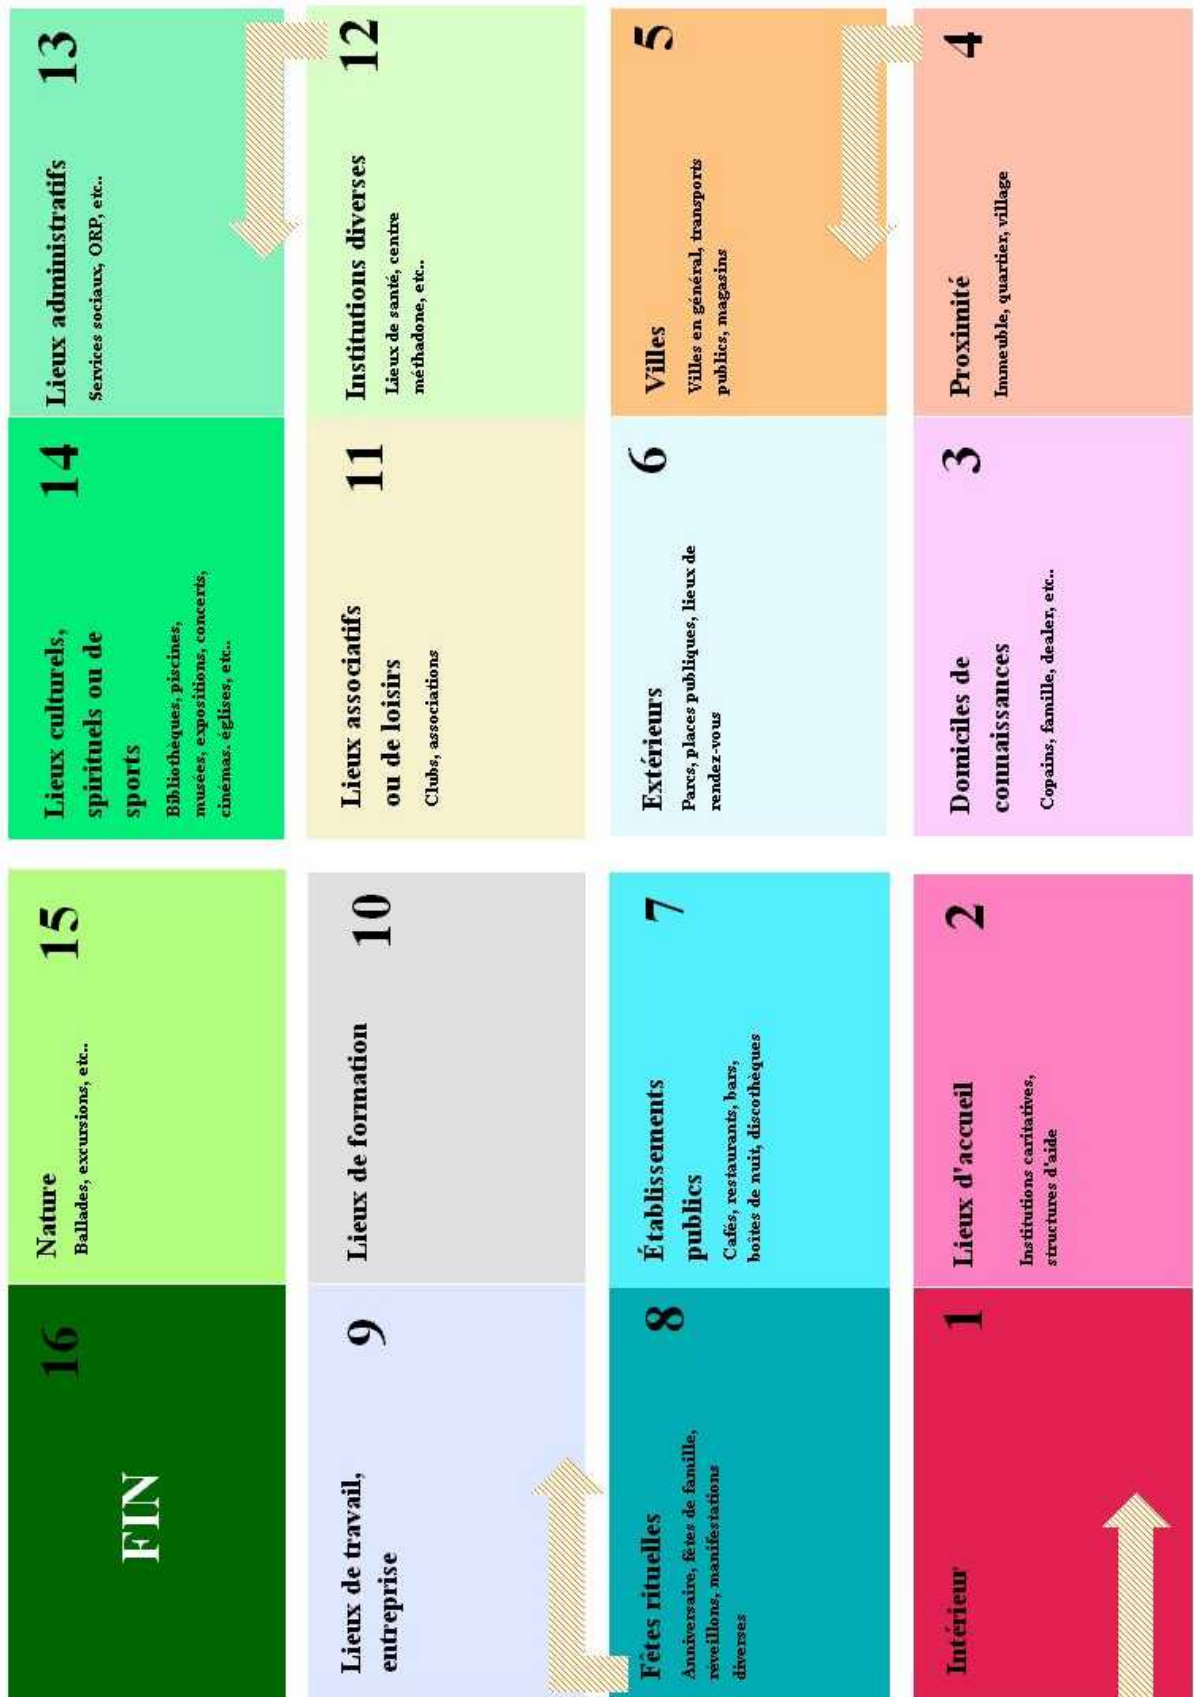 FIN
16
Nature
15
Ballades, excursions, etc..
Lieux culturels,
spirituels ou de
sports
14
Bibliothèques, piscines,
musées, expositions, concerts,
cinémas. églises, etc..
Lieux administratifs
13
Services sociaux, ORP, etc..
Lieux de travail,
entreprise
9
Lieux de formation
10
Lieux associatifs
ou de loisirs
11
Clubs, associations
Institutions diverses
12
Lieux de santé, centre
méthadone, etc..
Fêtes rituelles
8
Anniversaire, fêtes de famille,
réveillons, manifestations
diverses
Établissements
publics
7
Cafés, restaurants, bars,
boîtes de nuit, discothèques
Extérieurs
6
Parcs, places publiques, lieux de
rendez-vous
Villes
5
Villes en général, transports
publics, magasins
Intérieur
1
Lieux d'accueil
2
Institutions caritatives,
structures d'aide
Domiciles de
connaissances
3
Copains, famille, dealer, etc..
Proximité
4
Immeuble, quartier, village